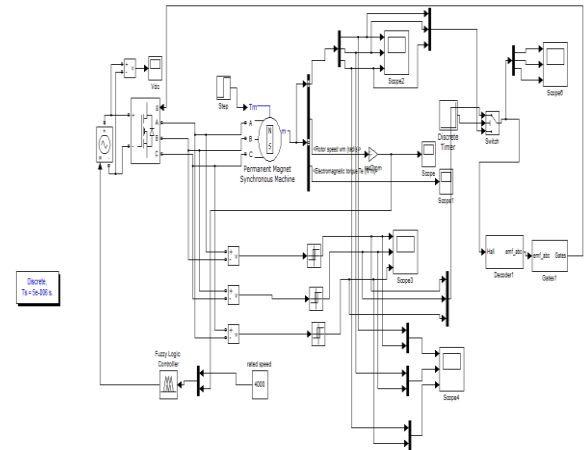 Vdc
Step
Tm
g
A
B
C
A
B
C
N
S
m
Permanent Magnet
Synchronous Machine
<Rotor speed wm (rad/s)>
<Electromagnetic torque Te (N*m)>
Scope2
Scope
Scope1
Discrete
Timer
Switch
Scope6
Hall
emf_abc
Decoder1
emf_abc
Gates
Gates1
Scope3
Discrete,
Ts = 5e-006 s.
Fuzzy Logic
Controller
rated speed
4000
Scope4